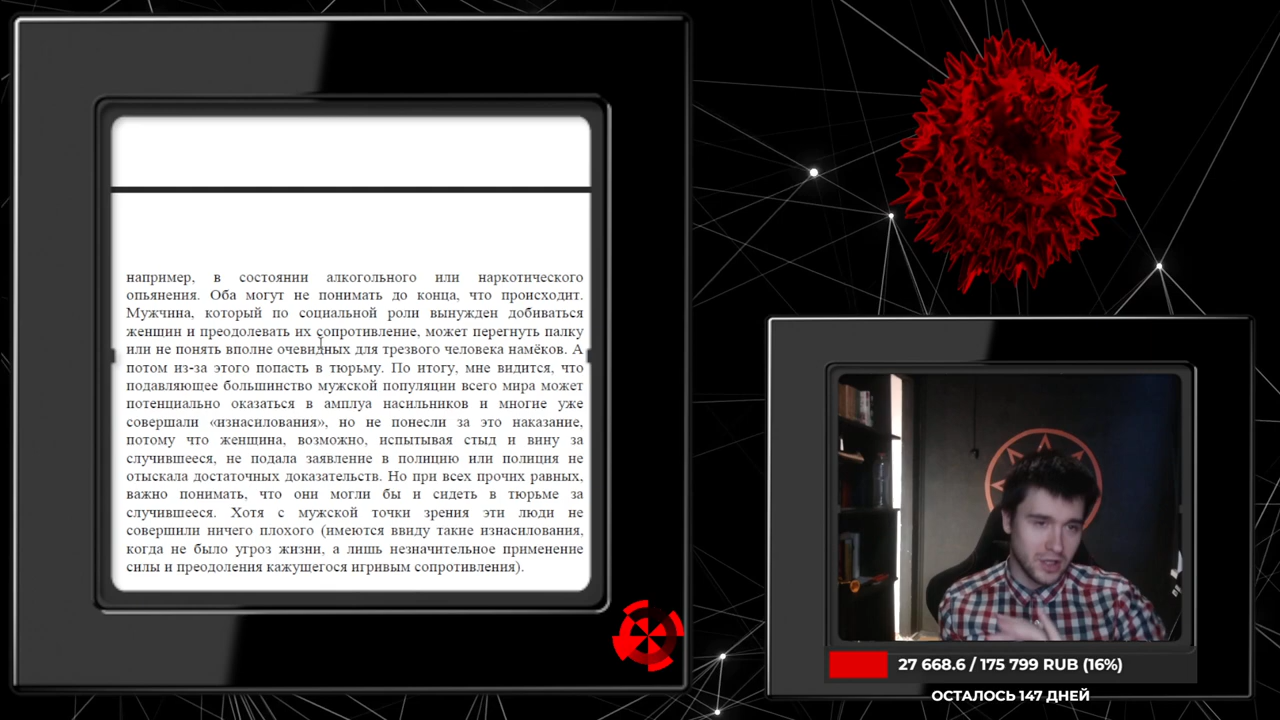 например, в состоянии алкогольного или наркотического
опьянения. Оба могут не понимать до конца, что происходит.
Мужчина, который по социальной роли вынужден добиваться
женщин и преодолевать их сопротивление, может перегнуть палку
или не понять вполне очевидных для трезвого человека намёков. А
потом из-за этого попасть в тюрьму. По итогу, мне видится, что
подавляющее большинство мужской популяции всего мира может
потенциально оказаться в амплуа насильников и многие уже
совершали «изнасилования», но не понесли за это наказание,
потому что женщина, возможно, испытывая стыд и вину за
случившееся, не подала заявление в полицию или полиция не
отыскала достаточных доказательств. Но при всех прочих равных,
важно понимать, что они могли бы и сидеть в тюрьме за
случившееся. Хотя с мужской точки зрения эти люди не
совершили ничего плохого (имеются ввиду такие изнасилования,
когда не было угроз жизни, а лишь незначительное применение
силы и преодоления кажущегося игривым сопротивления).
27 668.6 / 175 799 RUB (16%)
ОСТАЛОСЬ 147 ДНЕЙ